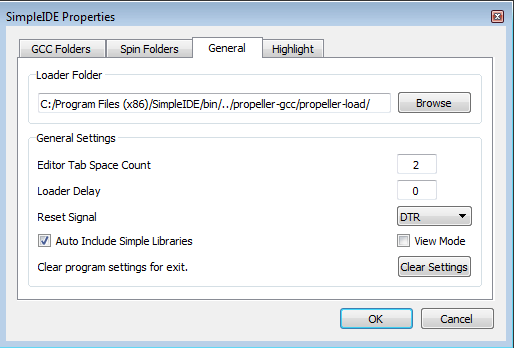 SimpleIDE Properties
GCC Folders Spin Folders General Highlight
Loader Folder
C:/Program Files (x86)/SimpleIDE/bin/../propeller-gcc/propeller-load/ Browse
General Settings
Editor Tab Space Count 2
Loader Delay 0
Reset Signal DTR
Auto Include Simple Libraries View Mode
Clear program settings for exit. Clear Settings
OK Cancel